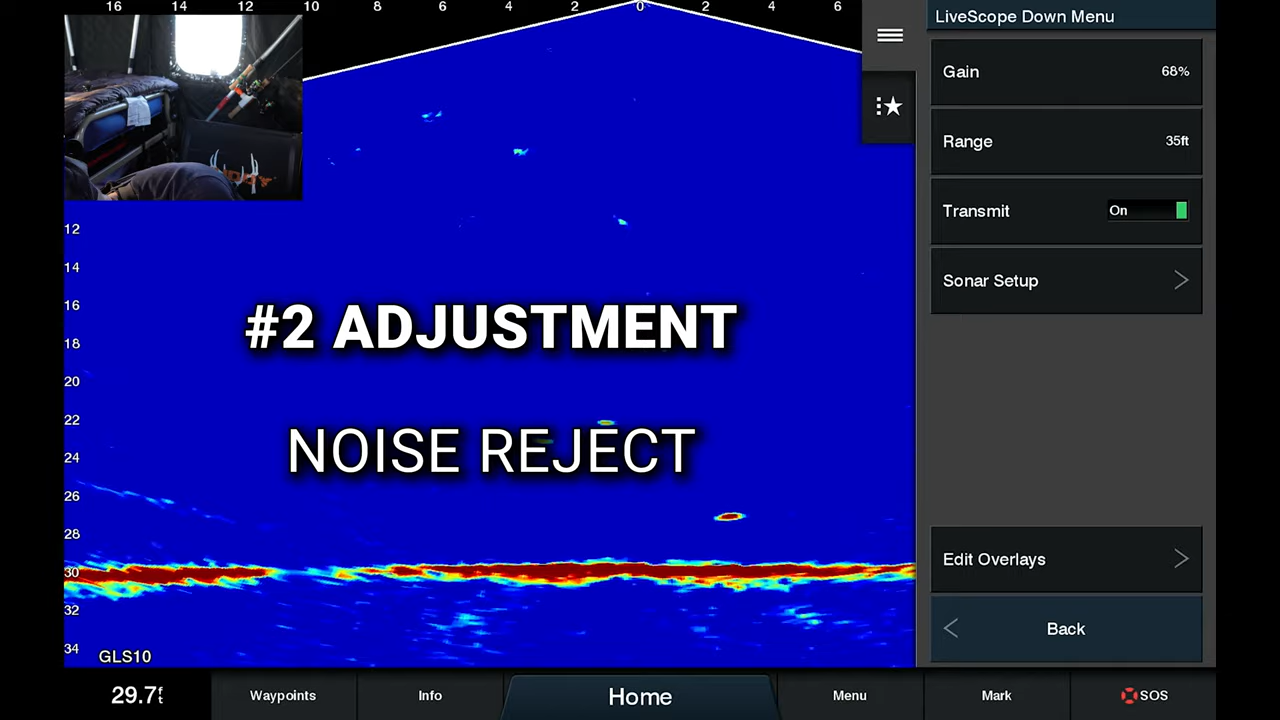 16 14 12 10 8 6 4 2 0 2 4 6
LiveScope Down Menu
Gain 68%
Range 35ft
Transmit On
Sonar Setup
12
14
16
18
20
22
24
26
28
30
32
34
#2 ADJUSTMENT
NOISE REJECT
Edit Overlays
Back
GLS10
29.7ft
Waypoints
Info
Home
Menu
Mark
SOS